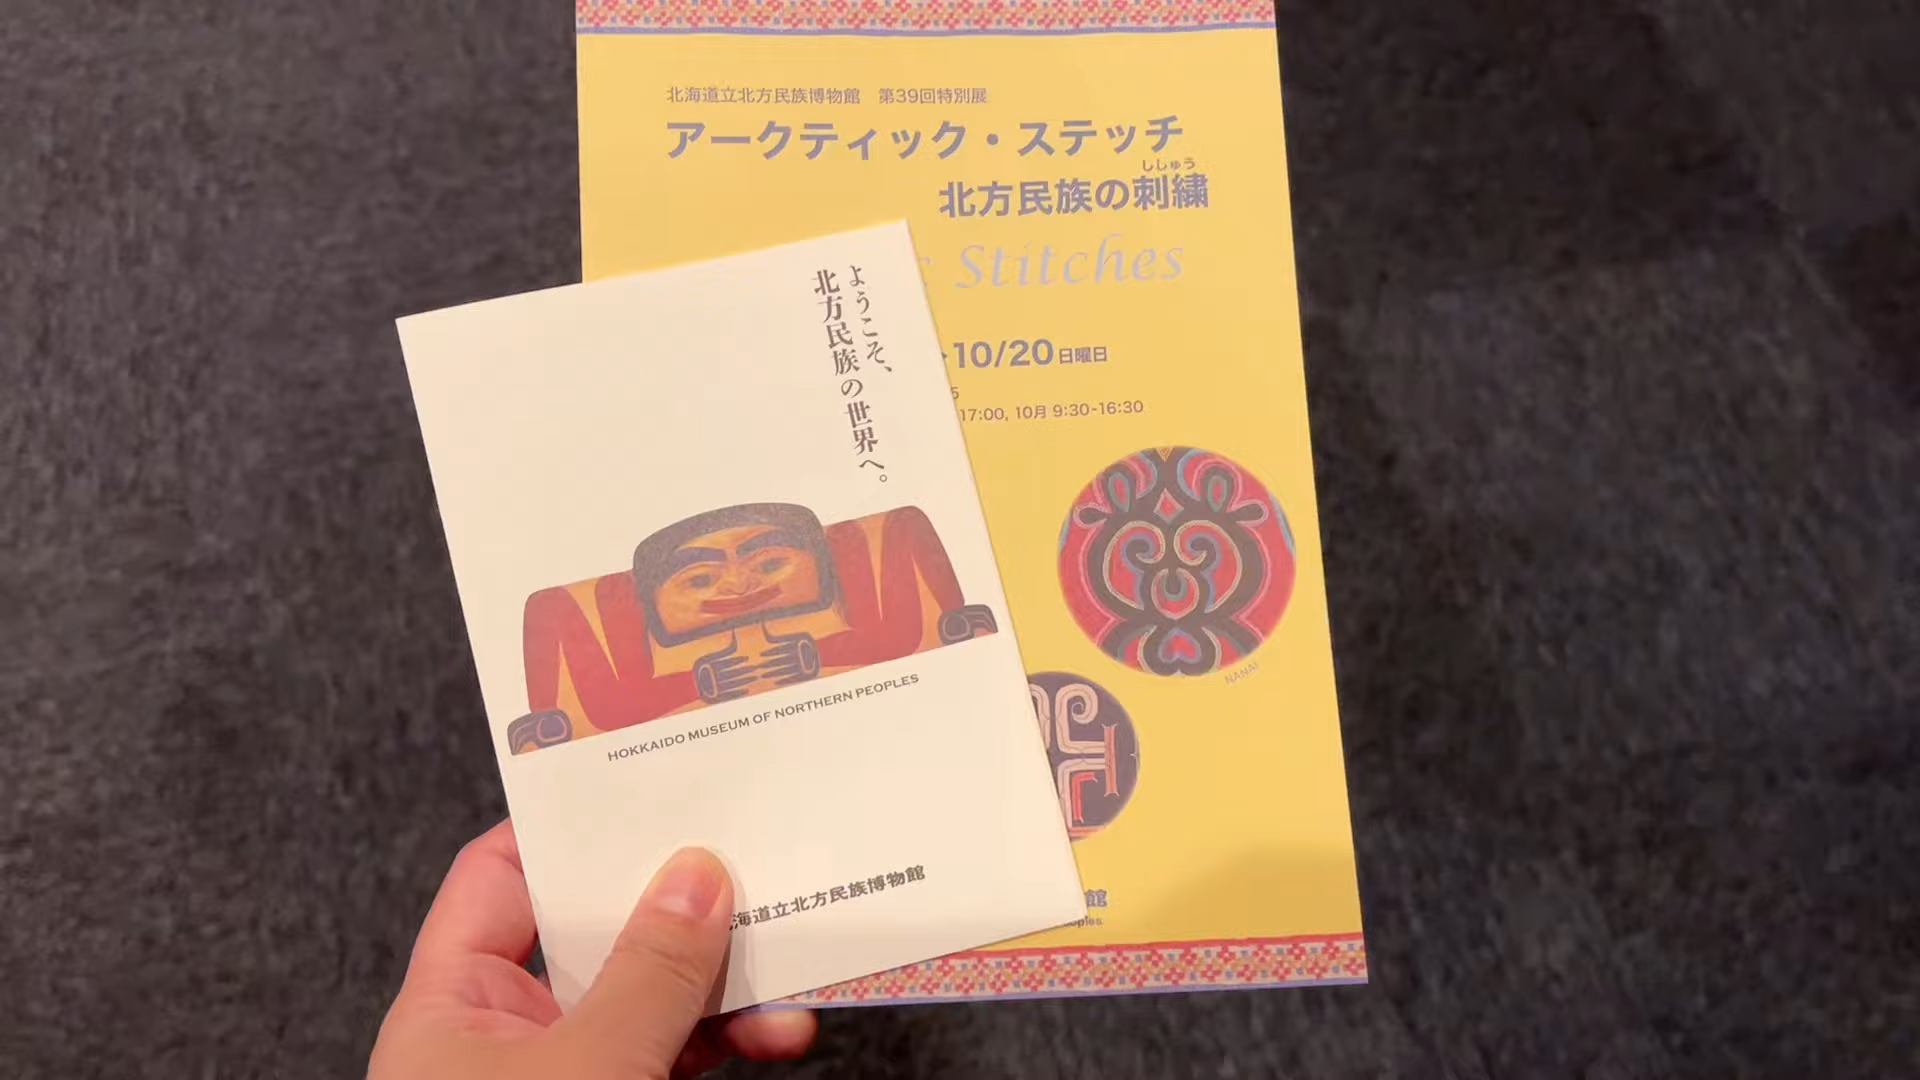 北海道立北方民族博物館 第39回特別展
アークティック・ステッチ
ししゅう
北方民族の刺繍
Stitches
10/20 日曜日
17:00, 10月 9:30-16:30
NANAI
館
ようこそ、
北方民族の世界へ。
HOKKAIDO MUSEUM OF NORTHERN PEOPLES
海道立北方民族博物館